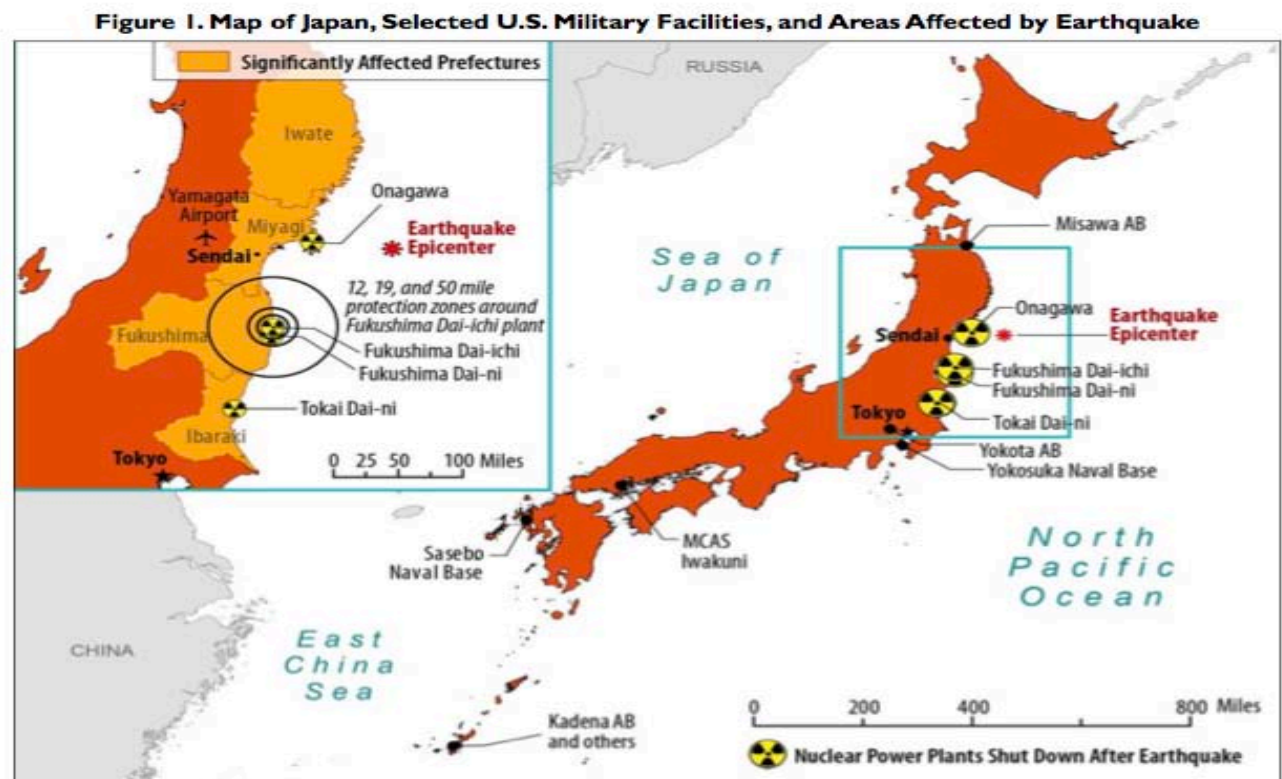 Figure 1. Map of Japan, Selected U.S. Military Facilities, and Areas Affected by Earthquake
Significantly Affected Prefectures
Iwate
Onagawa
Yamagata
Airport
Miyagi
Earthquake
Epicenter
Sendai
12, 19, and 50 mile
protection zones around
Fukushima Dai-ichi plant
Fukushima
Fukushima Dai-ichi
Fukushima Dai-ni
Tokai Dai-ni
Ibaraki
Tokyo
0 25 50 100 Miles
RUSSIA
Misawa AB
Sea of
Japan
Onagawa
Earthquake
Epicenter
Sendai
Fukushima Dai-ichi
Fukushima Dai-ni
Tokyo
Tokai Dai-ni
Yokota AB
Yokosuka Naval Base
MCAS
Iwakuni
Sasebo
Naval Base
North
Pacific
Ocean
CHINA
East
China
Sea
Kadena AB
and others
0 200 400 800 Miles
Nuclear Power Plants Shut Down After Earthquake